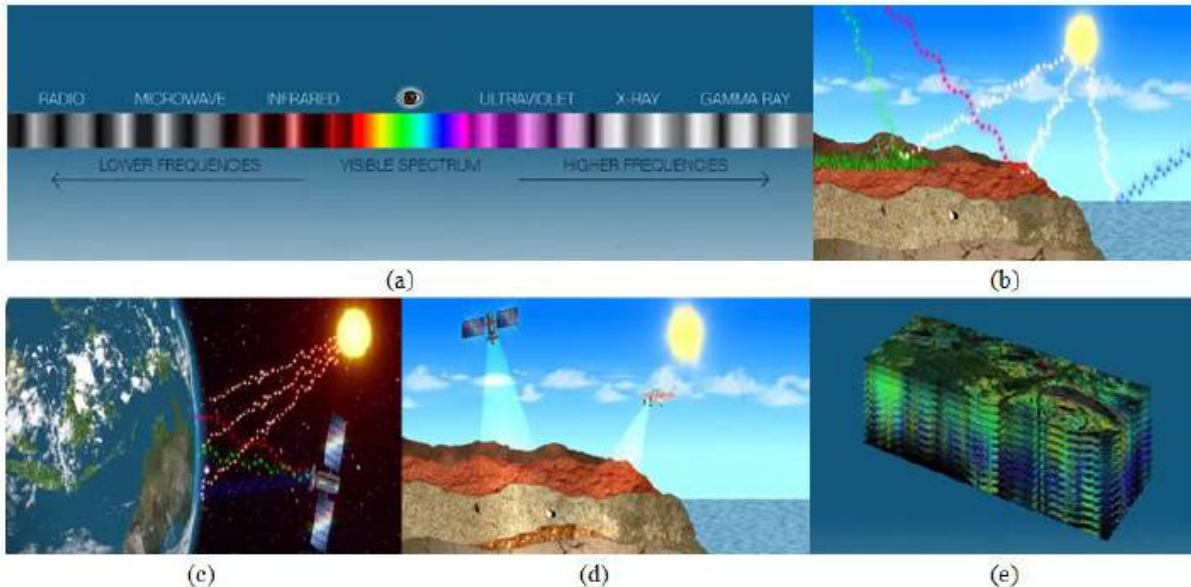 RADIO MICROWAVE INFRARED ULTRAVIOLET X-RAY GAMMA RAY
LOWER FREQUENCIES VISIBLE SPECTRUM HIGHER FREQUENCIES
(a) (b)
(c) (d) (e)